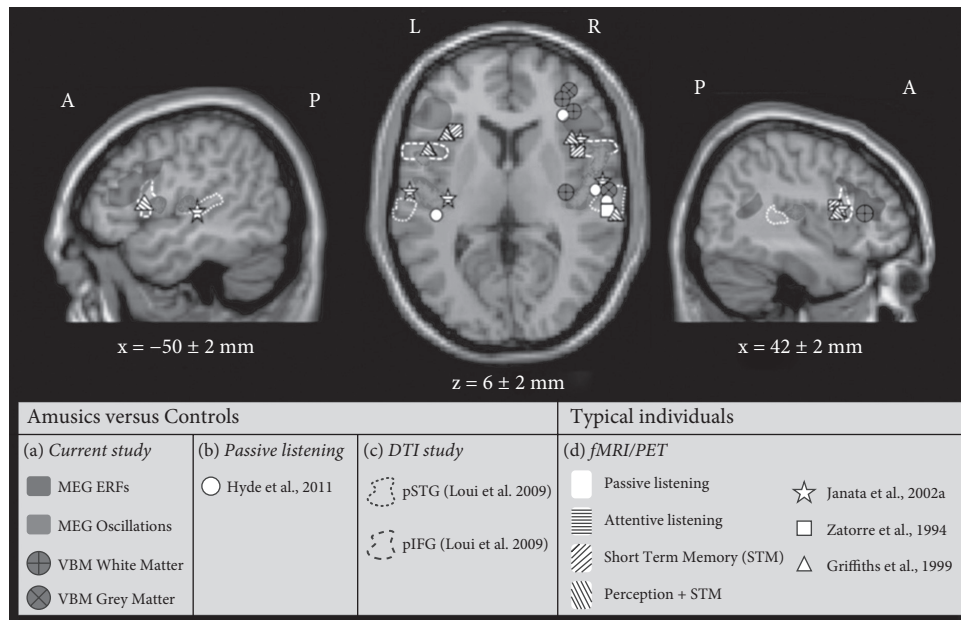 L R
A P P A
x = −50 ± 2 mm
z = 6 ± 2 mm
x = 42 ± 2 mm
Amusics versus Controls
(a) Current study
MEG ERFs
MEG Oscillations
VBM White Matter
VBM Grey Matter
(b) Passive listening
Hyde et al., 2011
(c) DTI study
pSTG (Loui et al. 2009)
pIFG (Loui et al. 2009)
Typical individuals
(d) fMRI/PET
Passive listening
Attentive listening
Short Term Memory (STM)
Perception + STM
Janata et al., 2002a
Zatorre et al., 1994
Griffiths et al., 1999